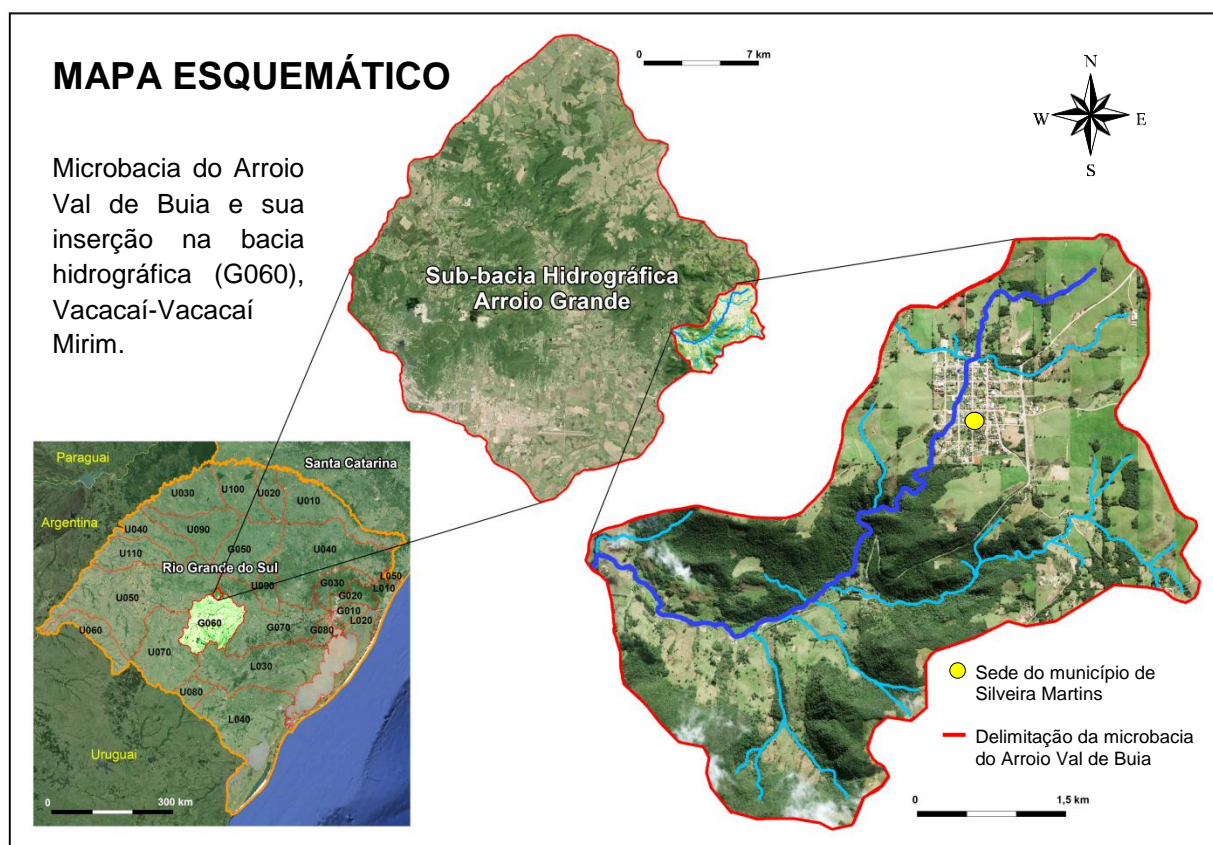 MAPA ESQUEMÁTICO
Microbacia do Arroio
Val de Buia e sua
inserção na bacia
hidrográfica (G060),
Vacacaí-Vacacaí
Mirim.
0 7 km
N
W E
S
Sub-bacia Hidrográfica
Arroio Grande
Paraguai
Santa Catarina
Argentina
U030
U100
U020
U010
U040
U090
U110
G050
U040
Rio Grande do Sul
U090
G030
L050
L010
G020
U050
G010
L020
G060
G070
G080
U060
U070
L030
U080
L040
Uruguai
0 300 km
Sede do município de
Silveira Martins
Delimitação da microbacia
do Arroio Val de Buia
0 1,5 km